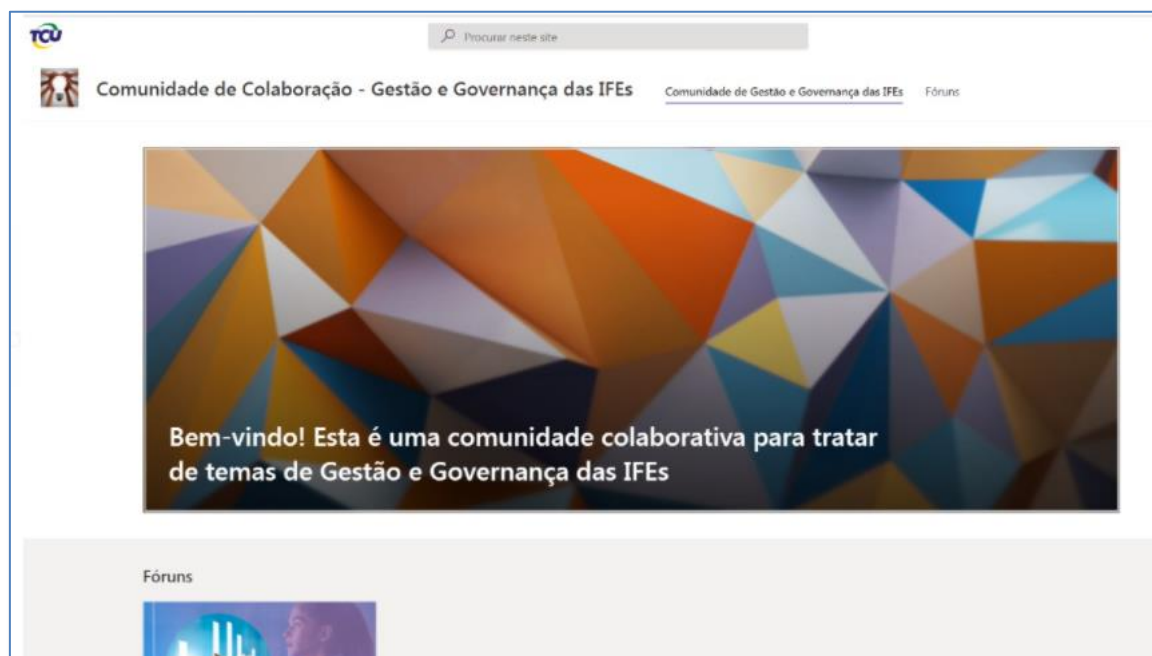 TCU
Procurar neste site
Comunidade de Colaboração - Gestão e Governança das IFEs
Comunidade de Gestão e Governança das IFEs
Fóruns
Bem-vindo! Esta é uma comunidade colaborativa para tratar
de temas de Gestão e Governança das IFEs
Fóruns